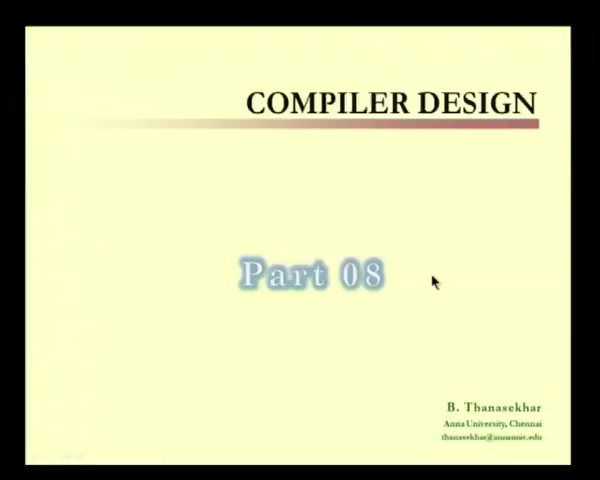 COMPILER DESIGN
Part 08
B. Thanasekhar
Anna University, Chennai